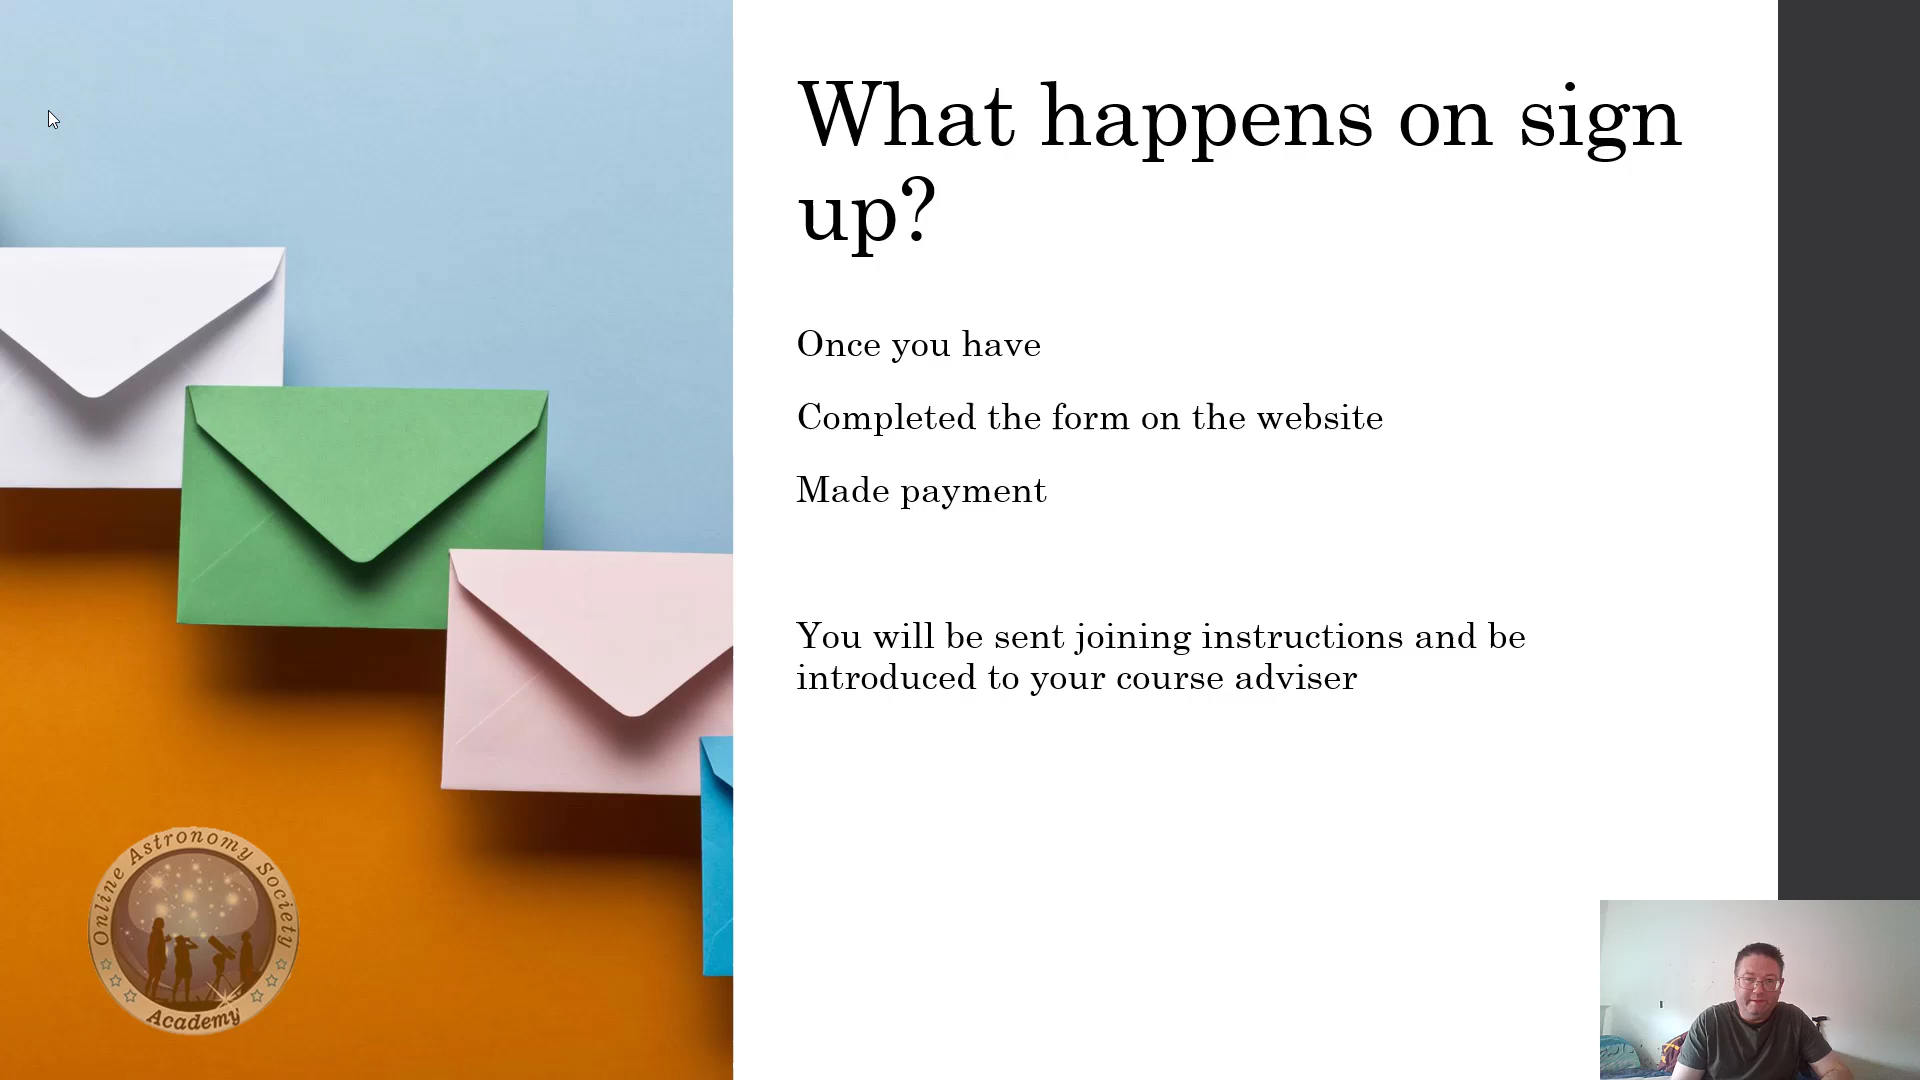 What happens on sign
up?
Once you have
Completed the form on the website
Made payment
You will be sent joining instructions and be
introduced to your course adviser
Online Astronomy Society
Academy